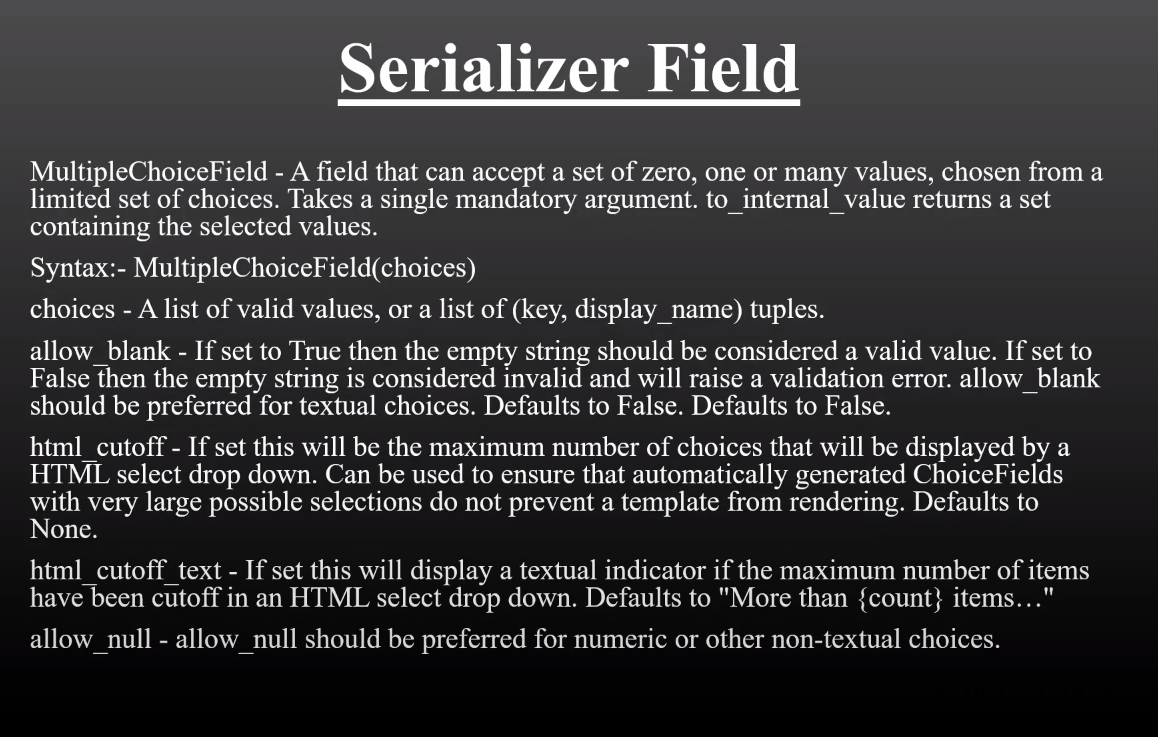 Serializer Field
MultipleChoiceField - A field that can accept a set of zero, one or many values, chosen from a
limited set of choices. Takes a single mandatory argument. to_internal_value returns a set
containing the selected values.
Syntax:- MultipleChoiceField(choices)
choices - A list of valid values, or a list of (key, display_name) tuples.
allow_blank - If set to True then the empty string should be considered a valid value. If set to
False then the empty string is considered invalid and will raise a validation error. allow_blank
should be preferred for textual choices. Defaults to False. Defaults to False.
html_cutoff - If set this will be the maximum number of choices that will be displayed by a
HTML select drop down. Can be used to ensure that automatically generated ChoiceFields
with very large possible selections do not prevent a template from rendering. Defaults to
None.
html_cutoff_text - If set this will display a textual indicator if the maximum number of items
have been cutoff in an HTML select drop down. Defaults to "More than {count} items…"
allow_null - allow_null should be preferred for numeric or other non-textual choices.